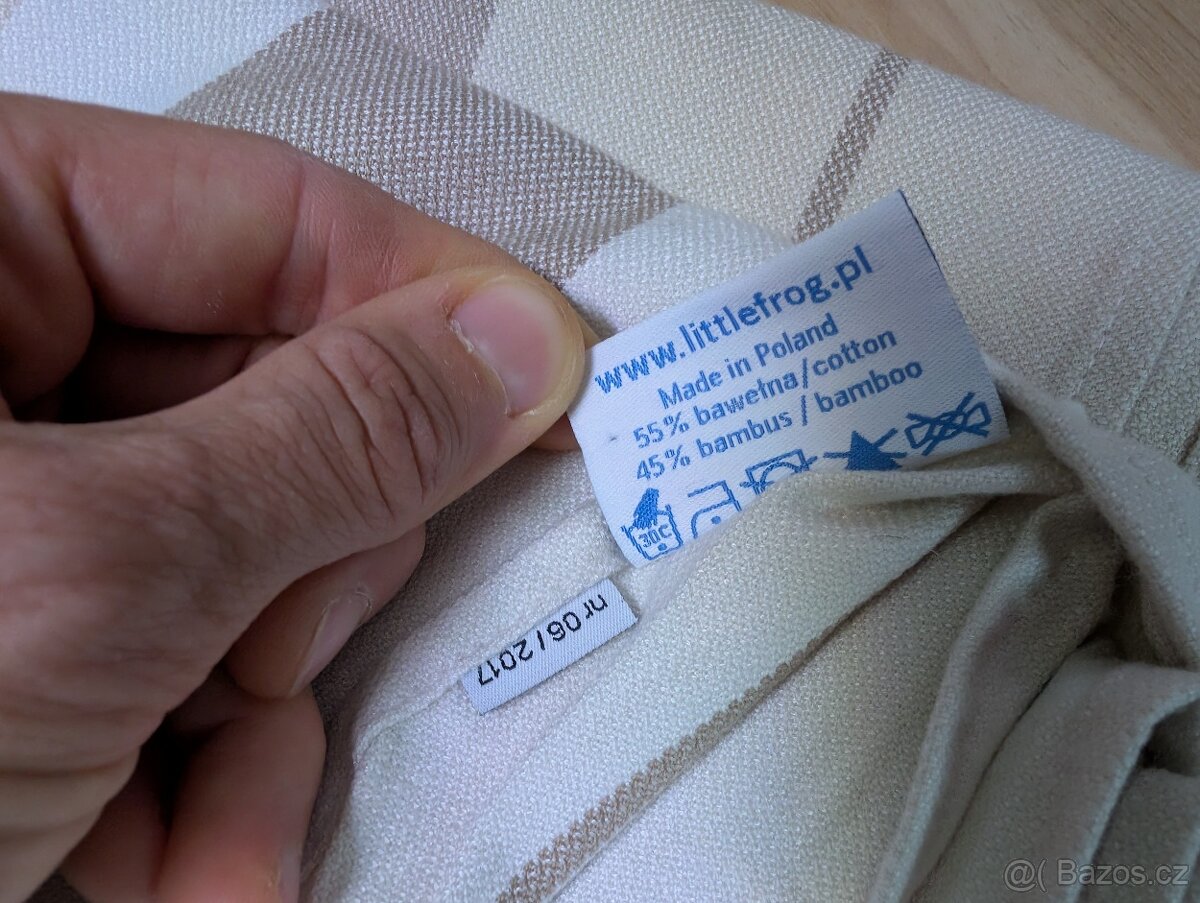 www.littlefrog.pl
Made in Poland
55% bawełna/cotton
45% bambus/bamboo
30C
nr 06/2017
@( Bazos.cz